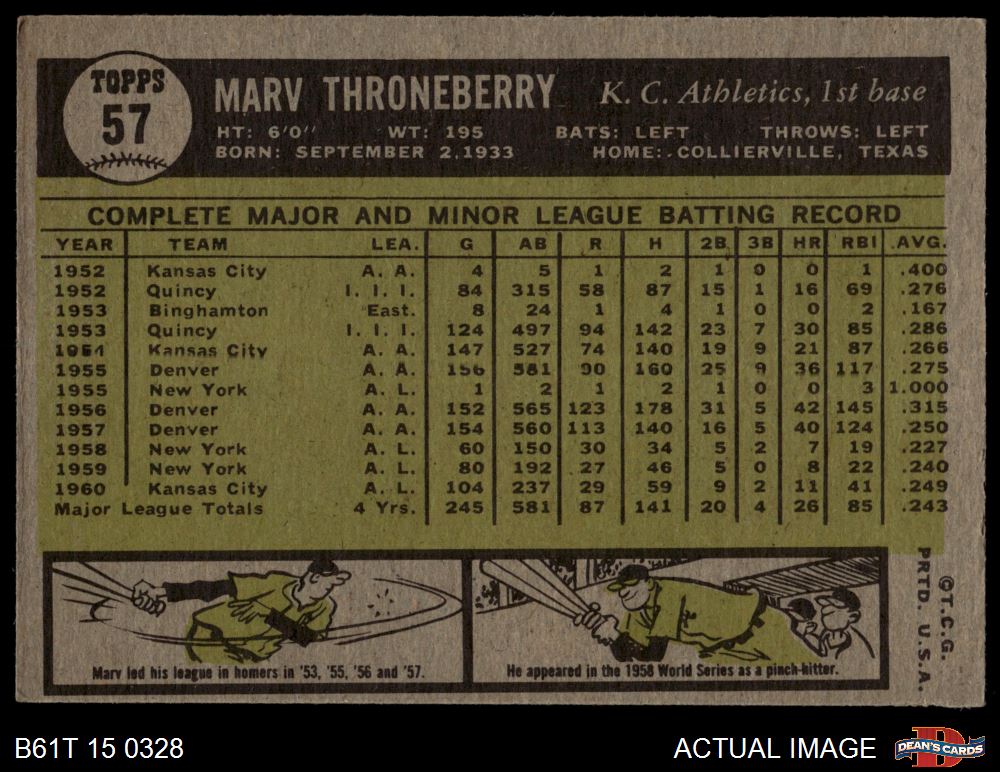 TOPPS
57
MARV THRONEBERRY K. C. Athletics, 1st base
HT: 6'0" WT: 195 BATS: LEFT THROWS: LEFT
BORN: SEPTEMBER 2, 1933 HOME: COLLIERVILLE, TEXAS
COMPLETE MAJOR AND MINOR LEAGUE BATTING RECORD
YEAR TEAM LEA. G AB R H 2B 3B HR RBI AVG.
1952 Kansas City A. A. 4 5 1 2 1 0 0 1 .400
1952 Quincy I. I. I. 84 315 58 87 15 1 16 69 .276
1953 Binghamton East. 8 24 1 4 1 0 0 2 .167
1953 Quincy I. I. I. 124 497 94 142 23 7 30 85 .286
1954 Kansas City A. A. 147 527 74 140 19 9 21 87 .266
1955 Denver A. A. 156 581 90 160 25 9 36 117 .275
1955 New York A. L. 1 2 1 2 1 0 0 3 1.000
1956 Denver A. A. 152 565 123 178 31 5 42 145 .315
1957 Denver A. A. 154 560 113 140 16 5 40 124 .250
1958 New York A. L. 60 150 30 34 5 2 7 19 .227
1959 New York A. L. 80 192 27 46 5 0 8 22 .240
1960 Kansas City A. L. 104 237 29 59 9 2 11 41 .249
Major League Totals 4 Yrs. 245 581 87 141 20 4 26 85 .243
Marv led his league in homers in '53, '55, '56 and '57.
He appeared in the 1958 World Series as a pinch-hitter.
©T.C.G.
PRTD. U.S.A.
B61T 15 0328
ACTUAL IMAGE
DEAN'S CARDS